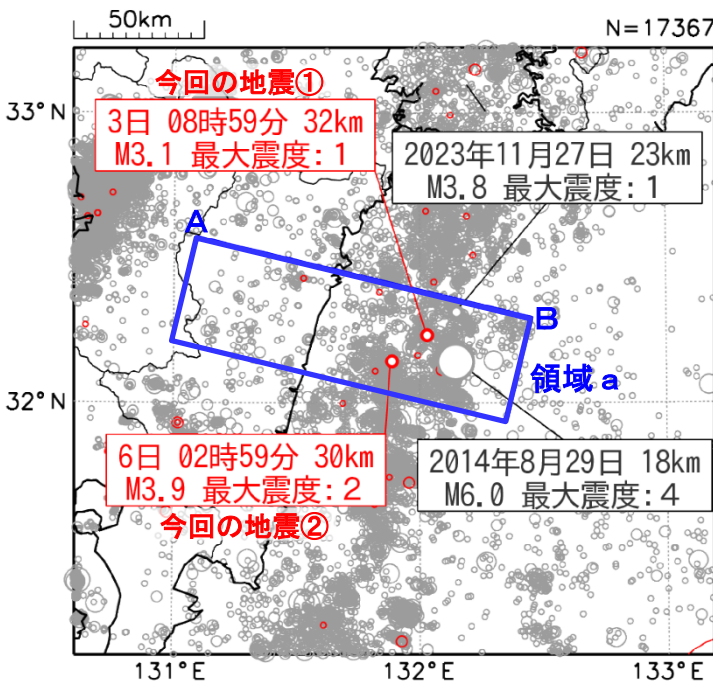 50km
N=17367
今回の地震①
33°N
3日 08時59分 32km
M3.1 最大震度:1
2023年11月27日 23km
M3.8 最大震度:1
A
B
領域a
32°N
6日 02時59分 30km
M3.9 最大震度:2
今回の地震②
2014年8月29日 18km
M6.0 最大震度:4
131°E
132°E
133°E